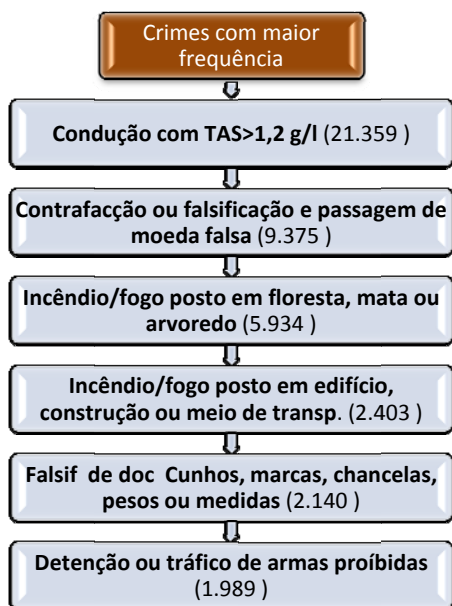 Crimes com maior
frequência
Condução com TAS>1,2 g/l (21.359 )
Contrafacção ou falsificação e passagem de
moeda falsa (9.375 )
Incêndio/fogo posto em floresta, mata ou
arvoredo (5.934 )
Incêndio/fogo posto em edifício,
construção ou meio de transp. (2.403 )
Falsif  de doc  Cunhos, marcas, chancelas,
pesos ou medidas (2.140 )
Detenção ou tráfico de armas proíbidas
(1.989 )